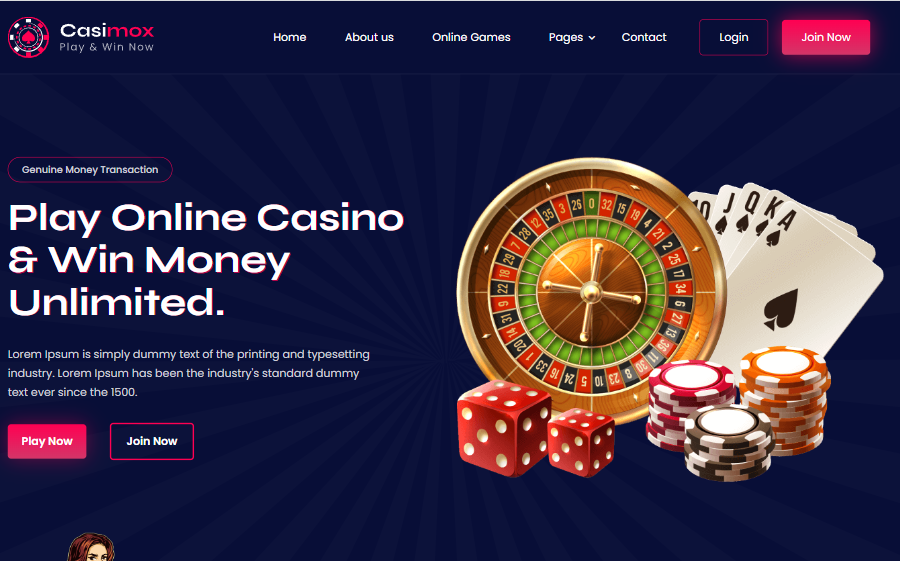 Casimox
Play & Win Now
Home
About us
Online Games
Pages
Contact
Login
Join Now
Genuine Money Transaction
Play Online Casino
& Win Money
Unlimited.
Lorem Ipsum is simply dummy text of the printing and typesetting
industry. Lorem Ipsum has been the industry's standard dummy
text ever since the 1500.
Play Now
Join Now
10 J Q K A